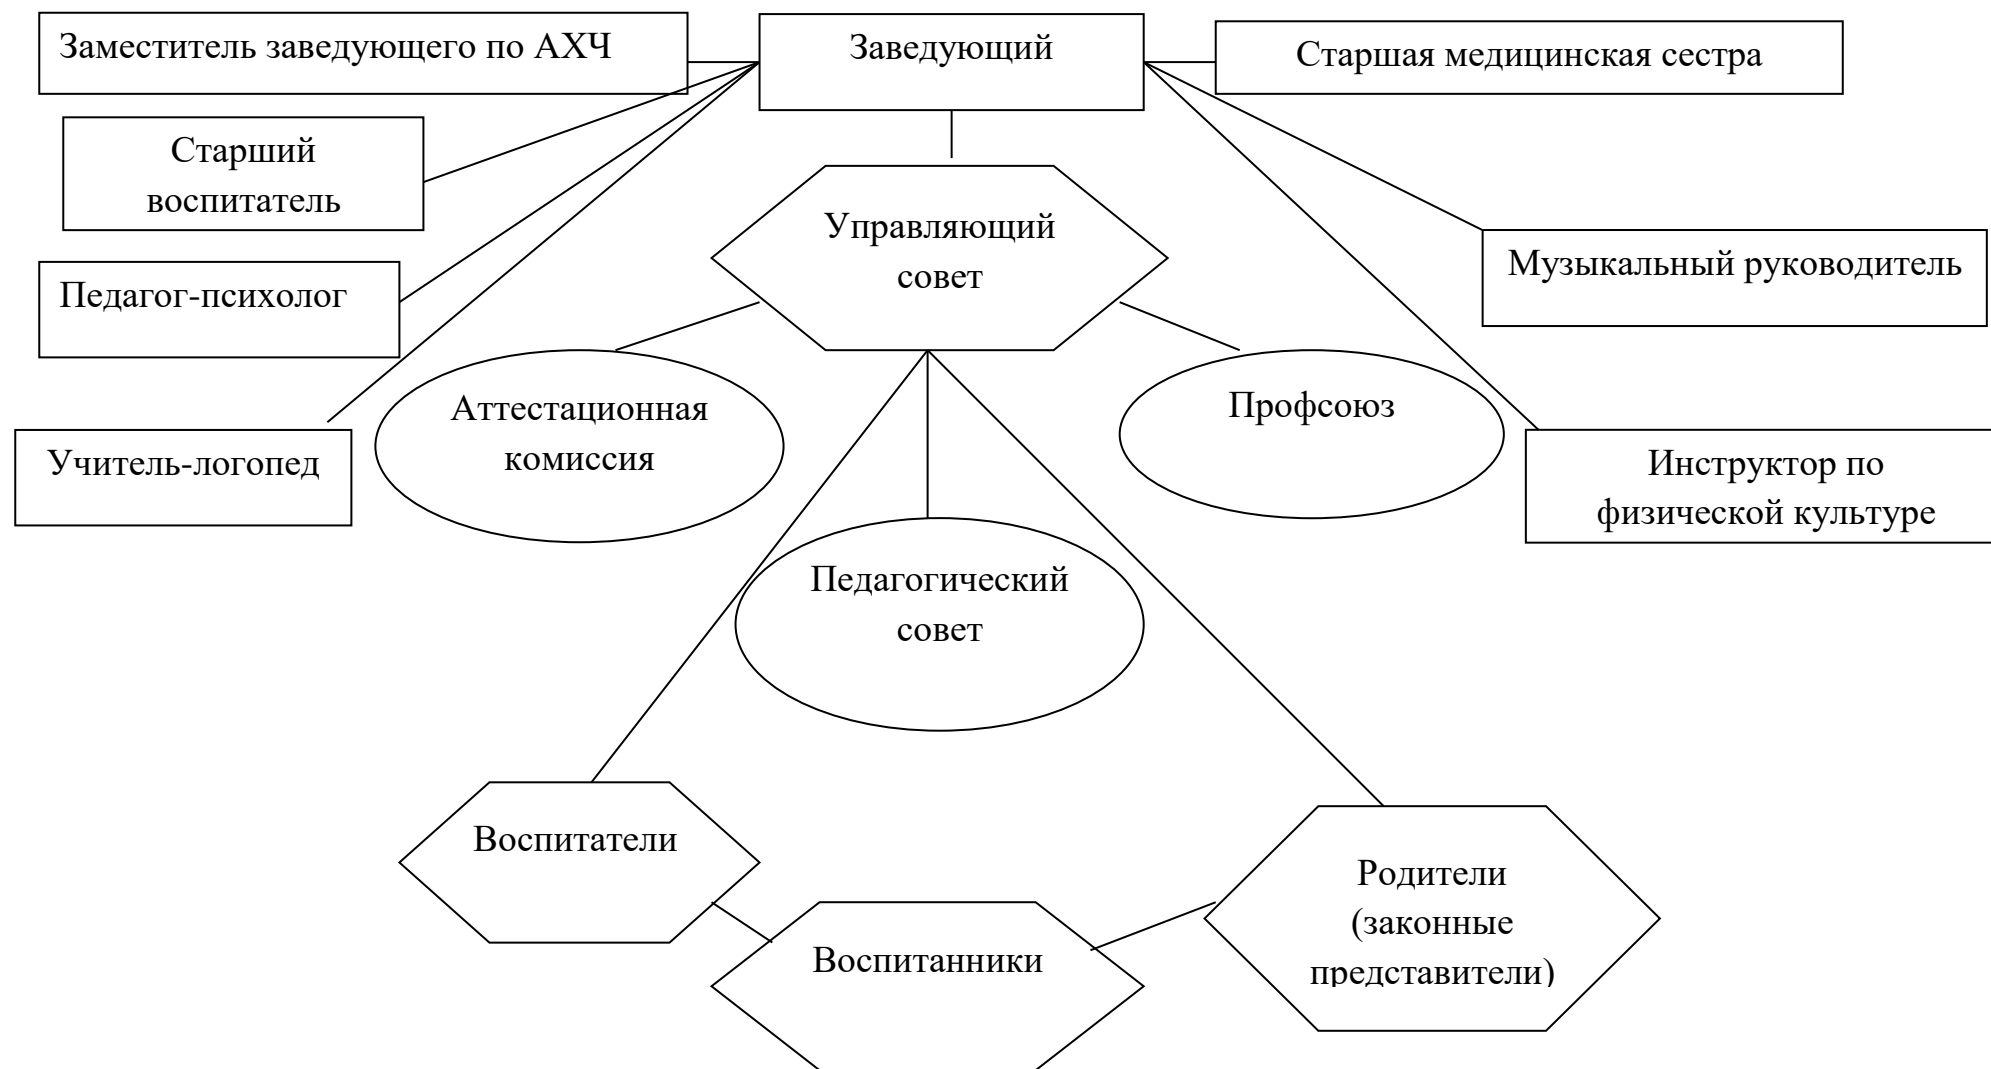 Заместитель заведующего по АХЧ
Заведующий
Старшая медицинская сестра
Старший
воспитатель
Управляющий
совет
Музыкальный руководитель
Педагог-психолог
Аттестационная
комиссия
Профсоюз
Учитель-логопед
Инструктор по
физической культуре
Педагогический
совет
Воспитатели
Родители
(законные
представители)
Воспитанники